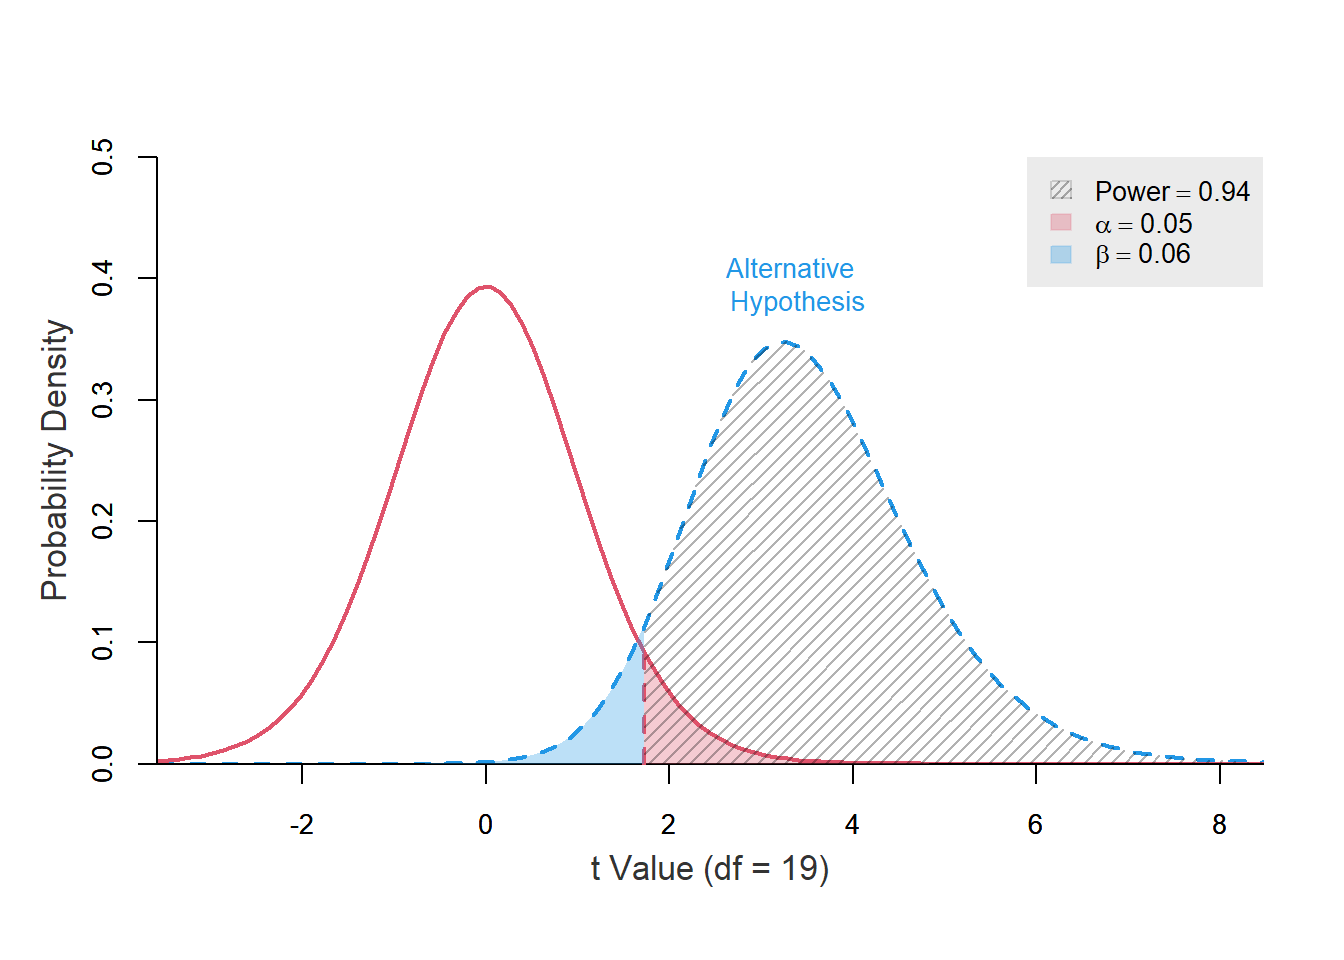 Power = 0.94
α = 0.05
β = 0.06
Alternative
Hypothesis
Probability Density
0.0
0.1
0.2
0.3
0.4
0.5
-2
0
2
4
6
8
t Value (df = 19)